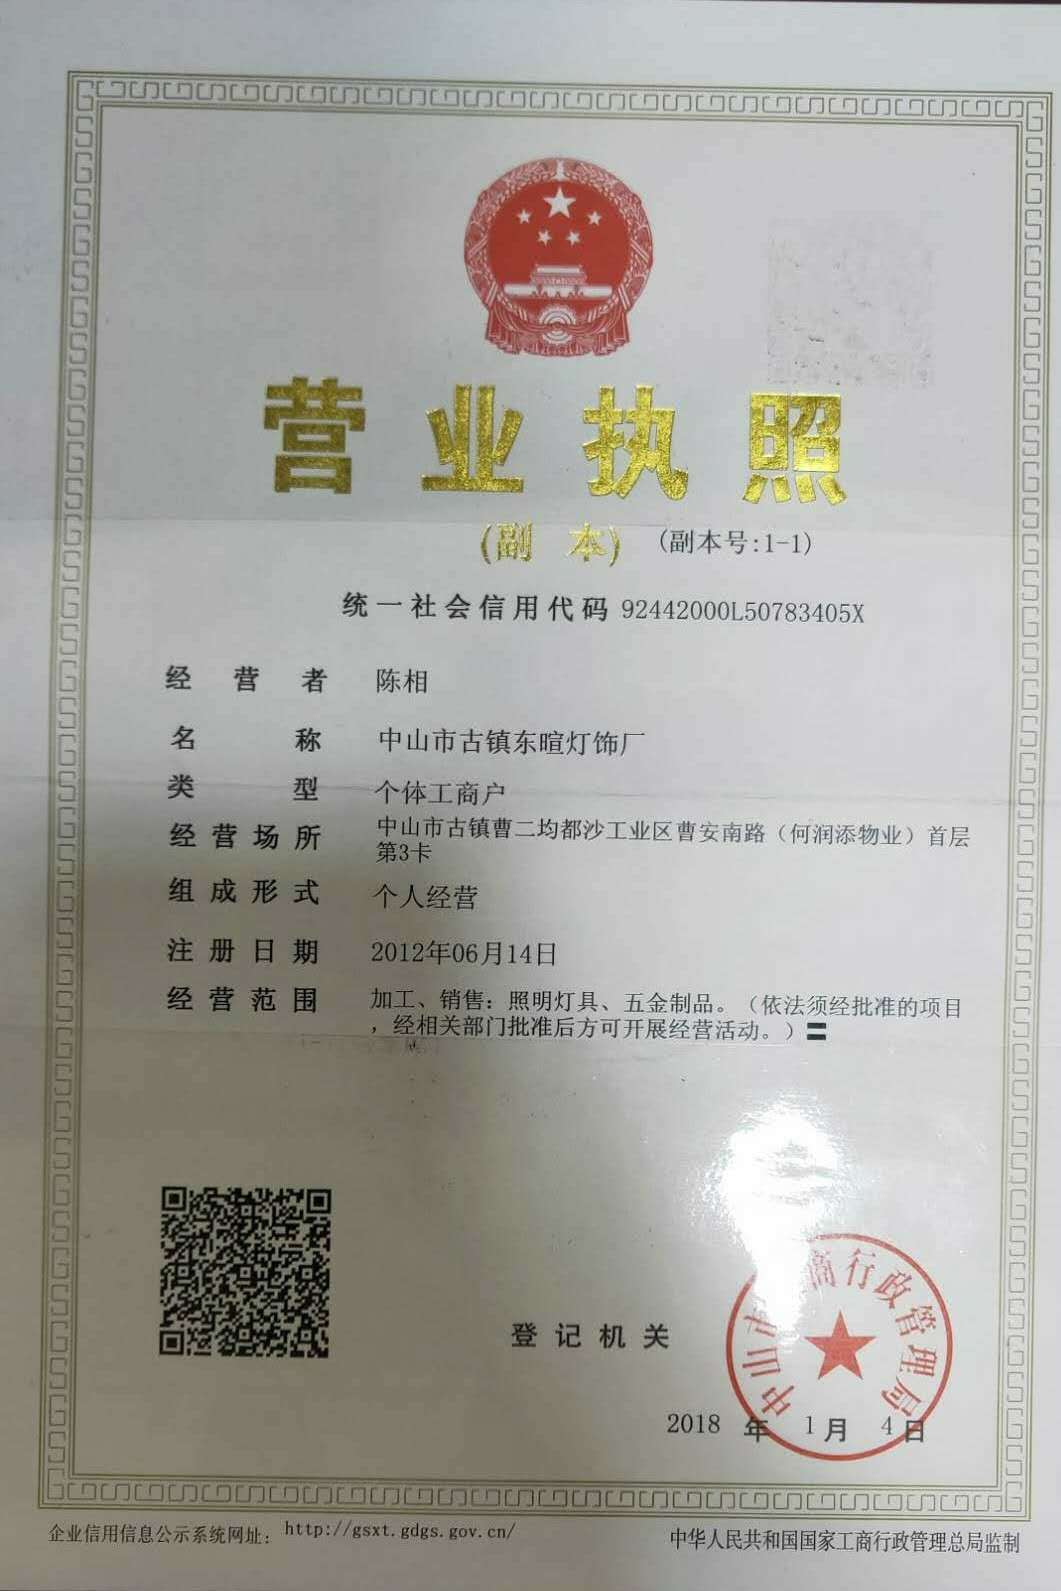 营业执照
(副本) (副本号:1-1)
统一社会信用代码 92442000L50783405X
经营者 陈相
名称 中山市古镇东暄灯饰厂
类型 个体工商户
经营场所 中山市古镇曹二均都沙工业区曹安南路（何润添物业）首层
第3卡
组成形式 个人经营
注册日期 2012年06月14日
经营范围 加工、销售：照明灯具、五金制品。（依法须经批准的项目
，经相关部门批准后方可开展经营活动。）
中山市 商行政管理局
登记机关
2018 年 1 月 4 日
企业信用信息公示系统网址： http://gsxt.gdgs.gov.cn/
中华人民共和国国家工商行政管理总局监制